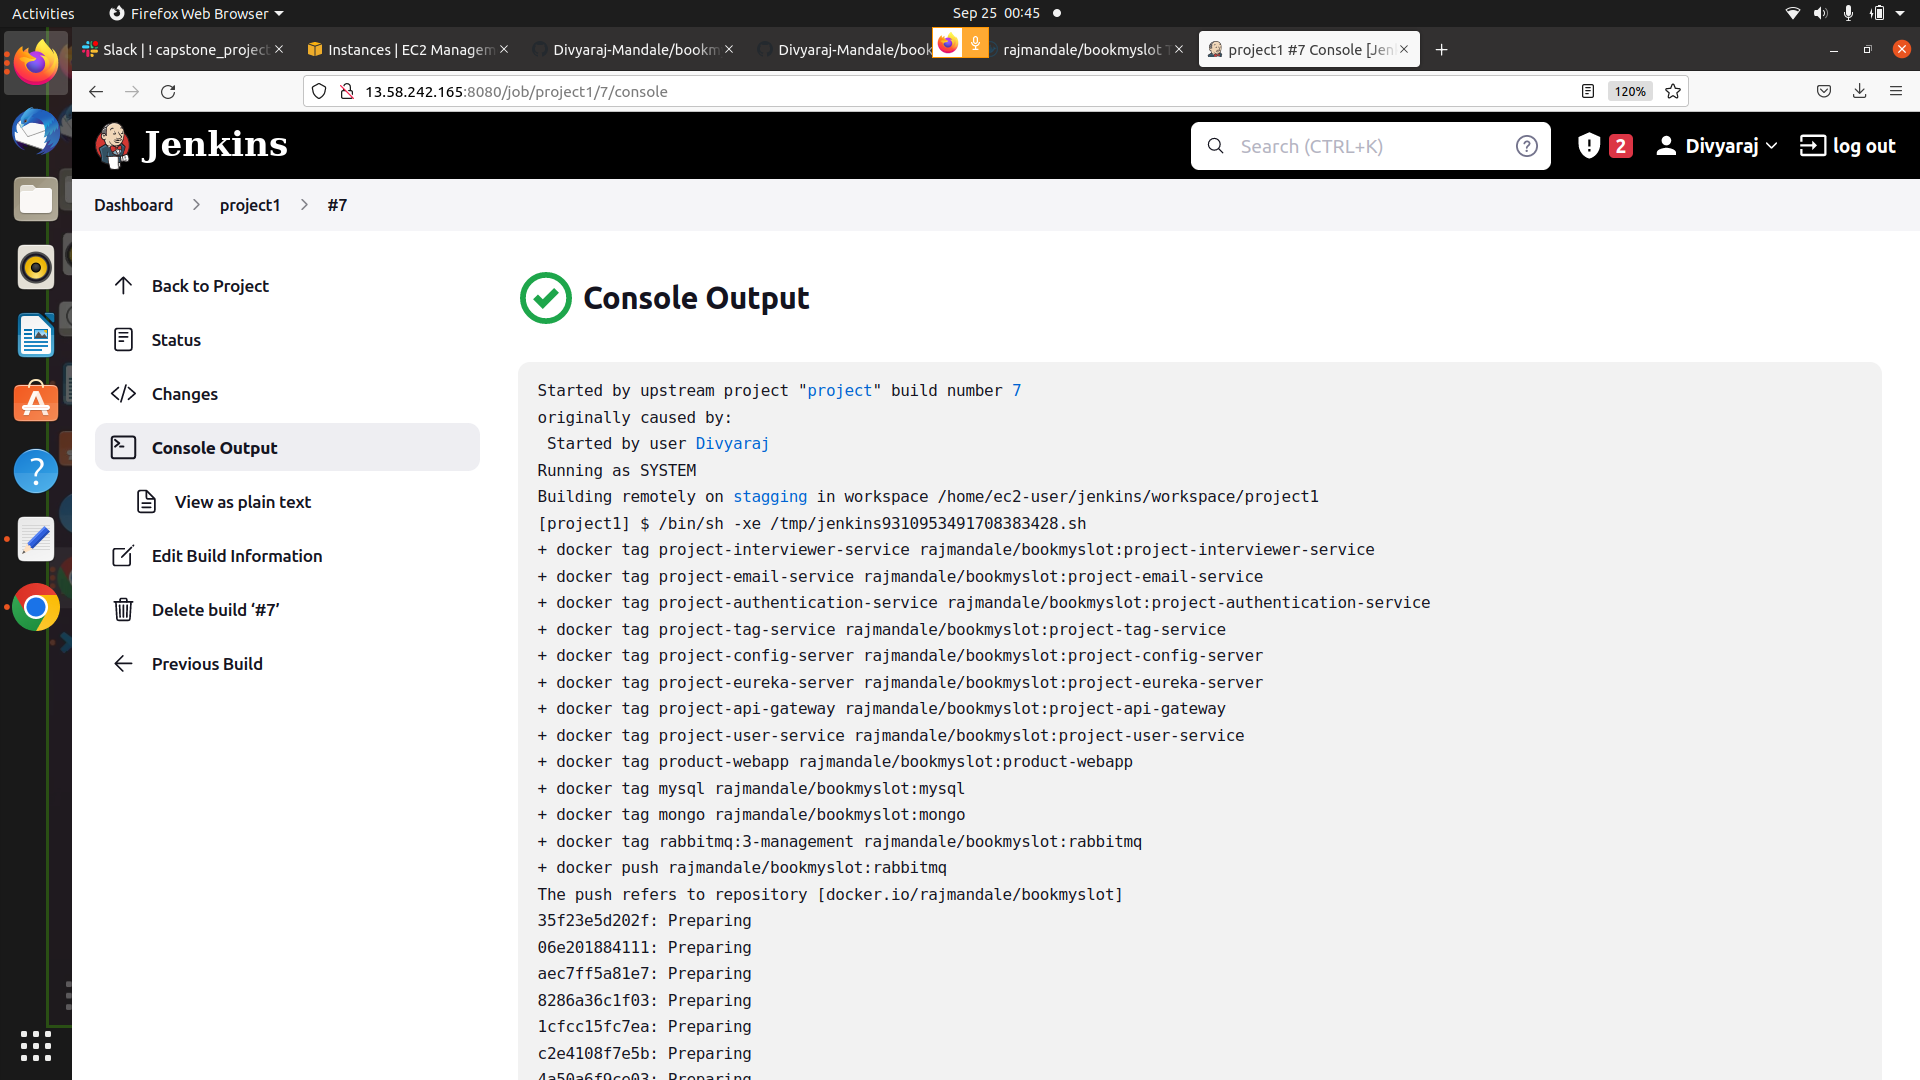 Activities
Firefox Web Browser
Sep 25 00:45
Slack | ! capstone_project
Instances | EC2 Managem
Divyaraj-Mandale/bookm
Divyaraj-Mandale/book
rajmandale/bookmyslot T
project1 #7 Console [Jen
13.58.242.165:8080/job/project1/7/console
120%
Jenkins
Search (CTRL+K)
2
Divyaraj
log out
Dashboard
project1
#7
Back to Project
Status
Changes
Console Output
View as plain text
Edit Build Information
Delete build ‘#7’
Previous Build
Console Output
Started by upstream project "project" build number 7
originally caused by:
Started by user Divyaraj
Running as SYSTEM
Building remotely on stagging in workspace /home/ec2-user/jenkins/workspace/project1
[project1] $ /bin/sh -xe /tmp/jenkins9310953491708383428.sh
+ docker tag project-interviewer-service rajmandale/bookmyslot:project-interviewer-service
+ docker tag project-email-service rajmandale/bookmyslot:project-email-service
+ docker tag project-authentication-service rajmandale/bookmyslot:project-authentication-service
+ docker tag project-tag-service rajmandale/bookmyslot:project-tag-service
+ docker tag project-config-server rajmandale/bookmyslot:project-config-server
+ docker tag project-eureka-server rajmandale/bookmyslot:project-eureka-server
+ docker tag project-api-gateway rajmandale/bookmyslot:project-api-gateway
+ docker tag project-user-service rajmandale/bookmyslot:project-user-service
+ docker tag product-webapp rajmandale/bookmyslot:product-webapp
+ docker tag mysql rajmandale/bookmyslot:mysql
+ docker tag mongo rajmandale/bookmyslot:mongo
+ docker tag rabbitmq:3-management rajmandale/bookmyslot:rabbitmq
+ docker push rajmandale/bookmyslot:rabbitmq
The push refers to repository [docker.io/rajmandale/bookmyslot]
35f23e5d202f: Preparing
06e201884111: Preparing
aec7ff5a81e7: Preparing
8286a36c1f03: Preparing
1cfcc15fc7ea: Preparing
c2e4108f7e5b: Preparing
4a50a6f9ce03: Preparing